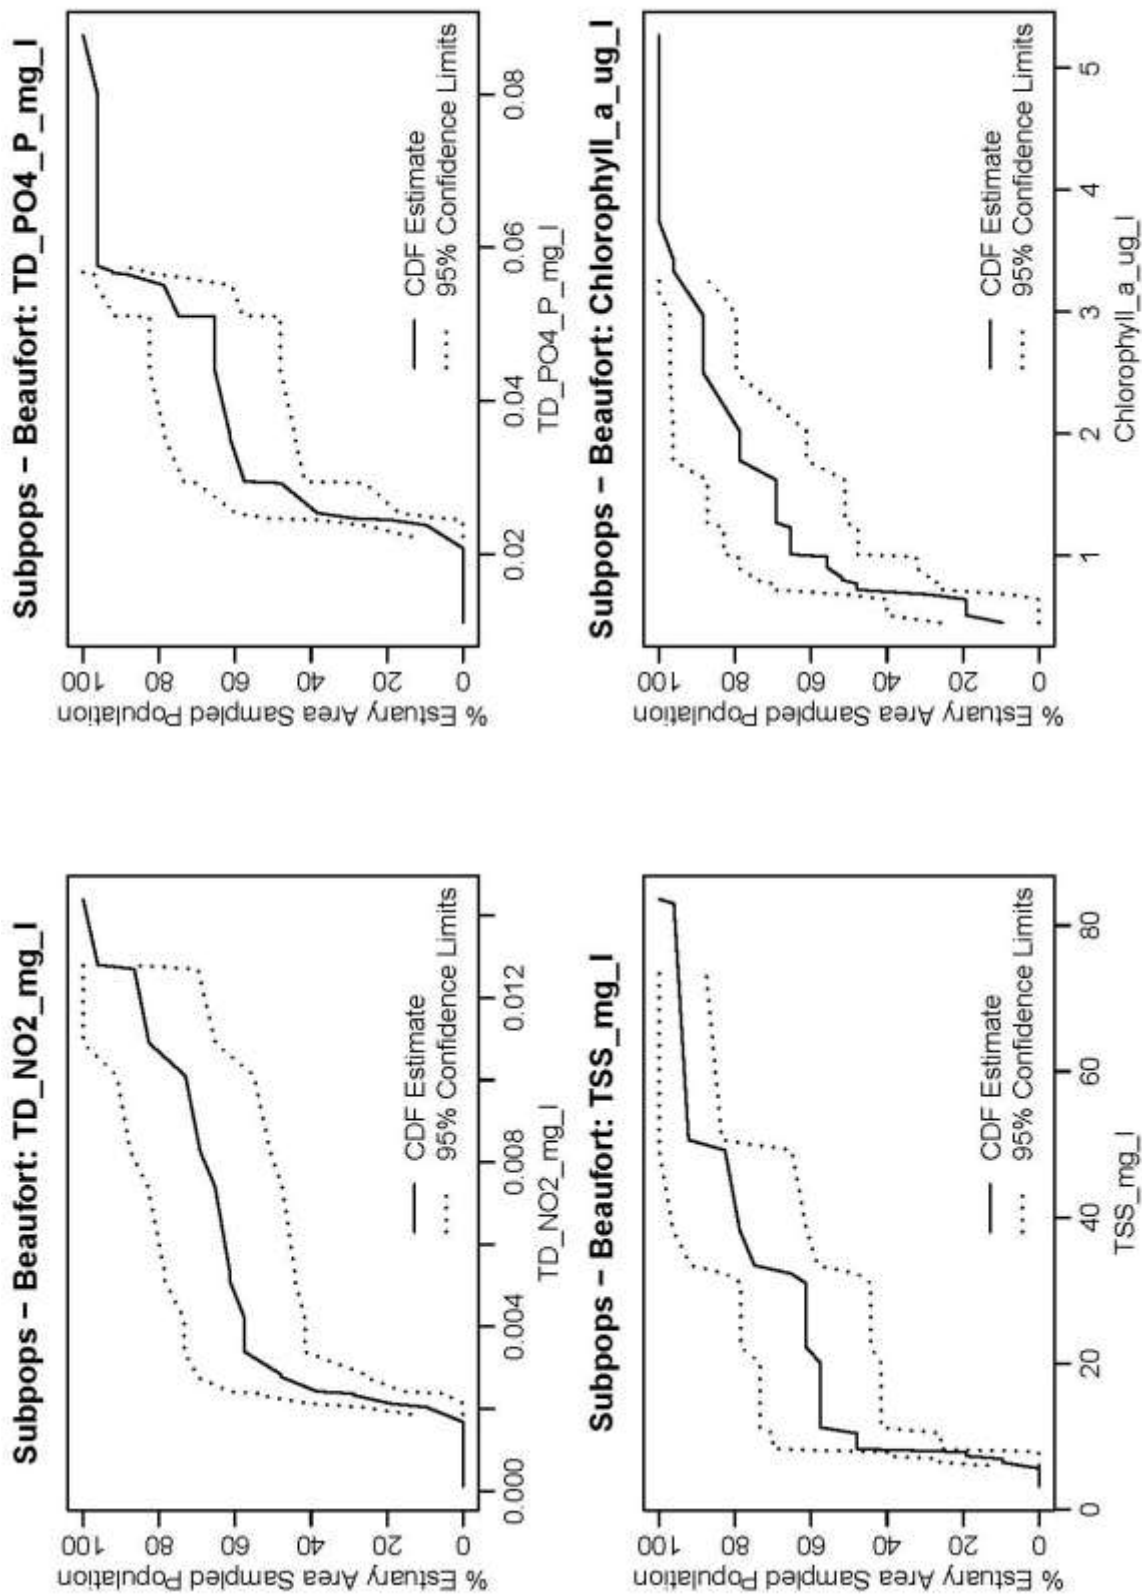 Subpops – Beaufort: TD_NO2_mg_l
% Estuary Area Sampled Population
100
80
60
40
20
0
CDF Estimate
95% Confidence Limits
0.000
0.004
0.008
0.012
TD_NO2_mg_l
Subpops – Beaufort: TD_PO4_P_mg_l
% Estuary Area Sampled Population
100
80
60
40
20
0
CDF Estimate
95% Confidence Limits
0.02
0.04
0.06
0.08
TD_PO4_P_mg_l
Subpops – Beaufort: TSS_mg_l
% Estuary Area Sampled Population
100
80
60
40
20
0
CDF Estimate
95% Confidence Limits
0
20
40
60
80
TSS_mg_l
Subpops – Beaufort: Chlorophyll_a_ug_l
% Estuary Area Sampled Population
100
80
60
40
20
0
CDF Estimate
95% Confidence Limits
1
2
3
4
5
Chlorophyll_a_ug_l